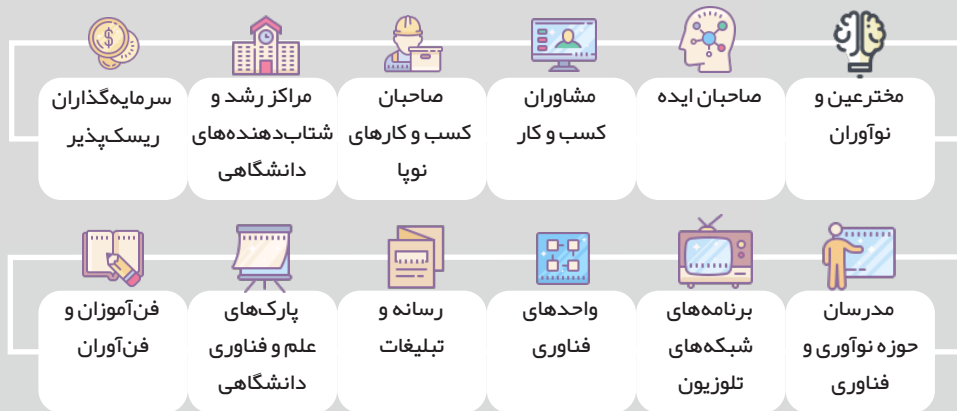 مخترعین و
نوآوران
صاحبان ایده
مشاوران
کسب و کار
صاحبان
کسب و کارهای
نوپا
مراکز رشد و
شتاب‌دهنده‌های
دانشگاهی
سرمایه‌گذاران
ریسک‌پذیر
مدرسان
حوزه نوآوری و
فناوری
برنامه‌های
شبکه‌های
تلوزیون
واحدهای
فناوری
رسانه و
تبلیغات
پارک‌های
علم و فناوری
دانشگاهی
فن‌آموزان و
فن‌آوران